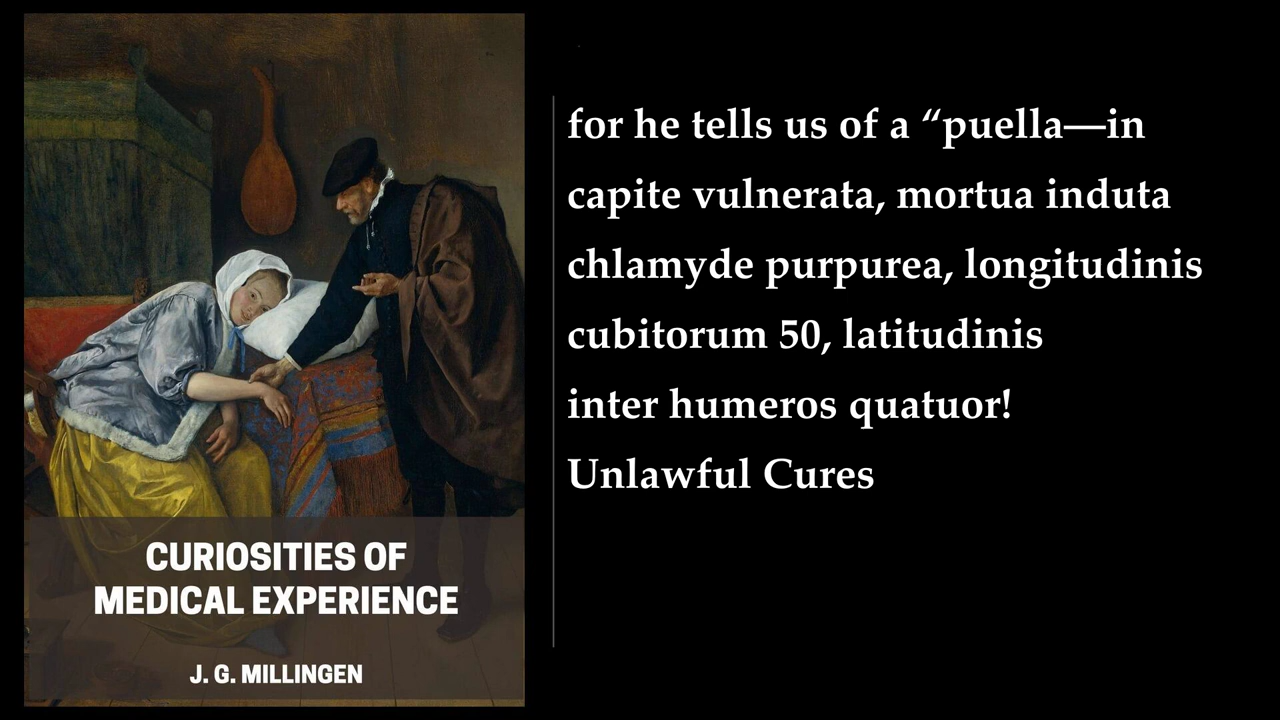 for he tells us of a “puella—in
capite vulnerata, mortua induta
chlamyde purpurea, longitudinis
cubitorum 50, latitudinis
inter humeros quatuor!
Unlawful Cures
CURIOSITIES OF
MEDICAL EXPERIENCE
J. G. MILLINGEN